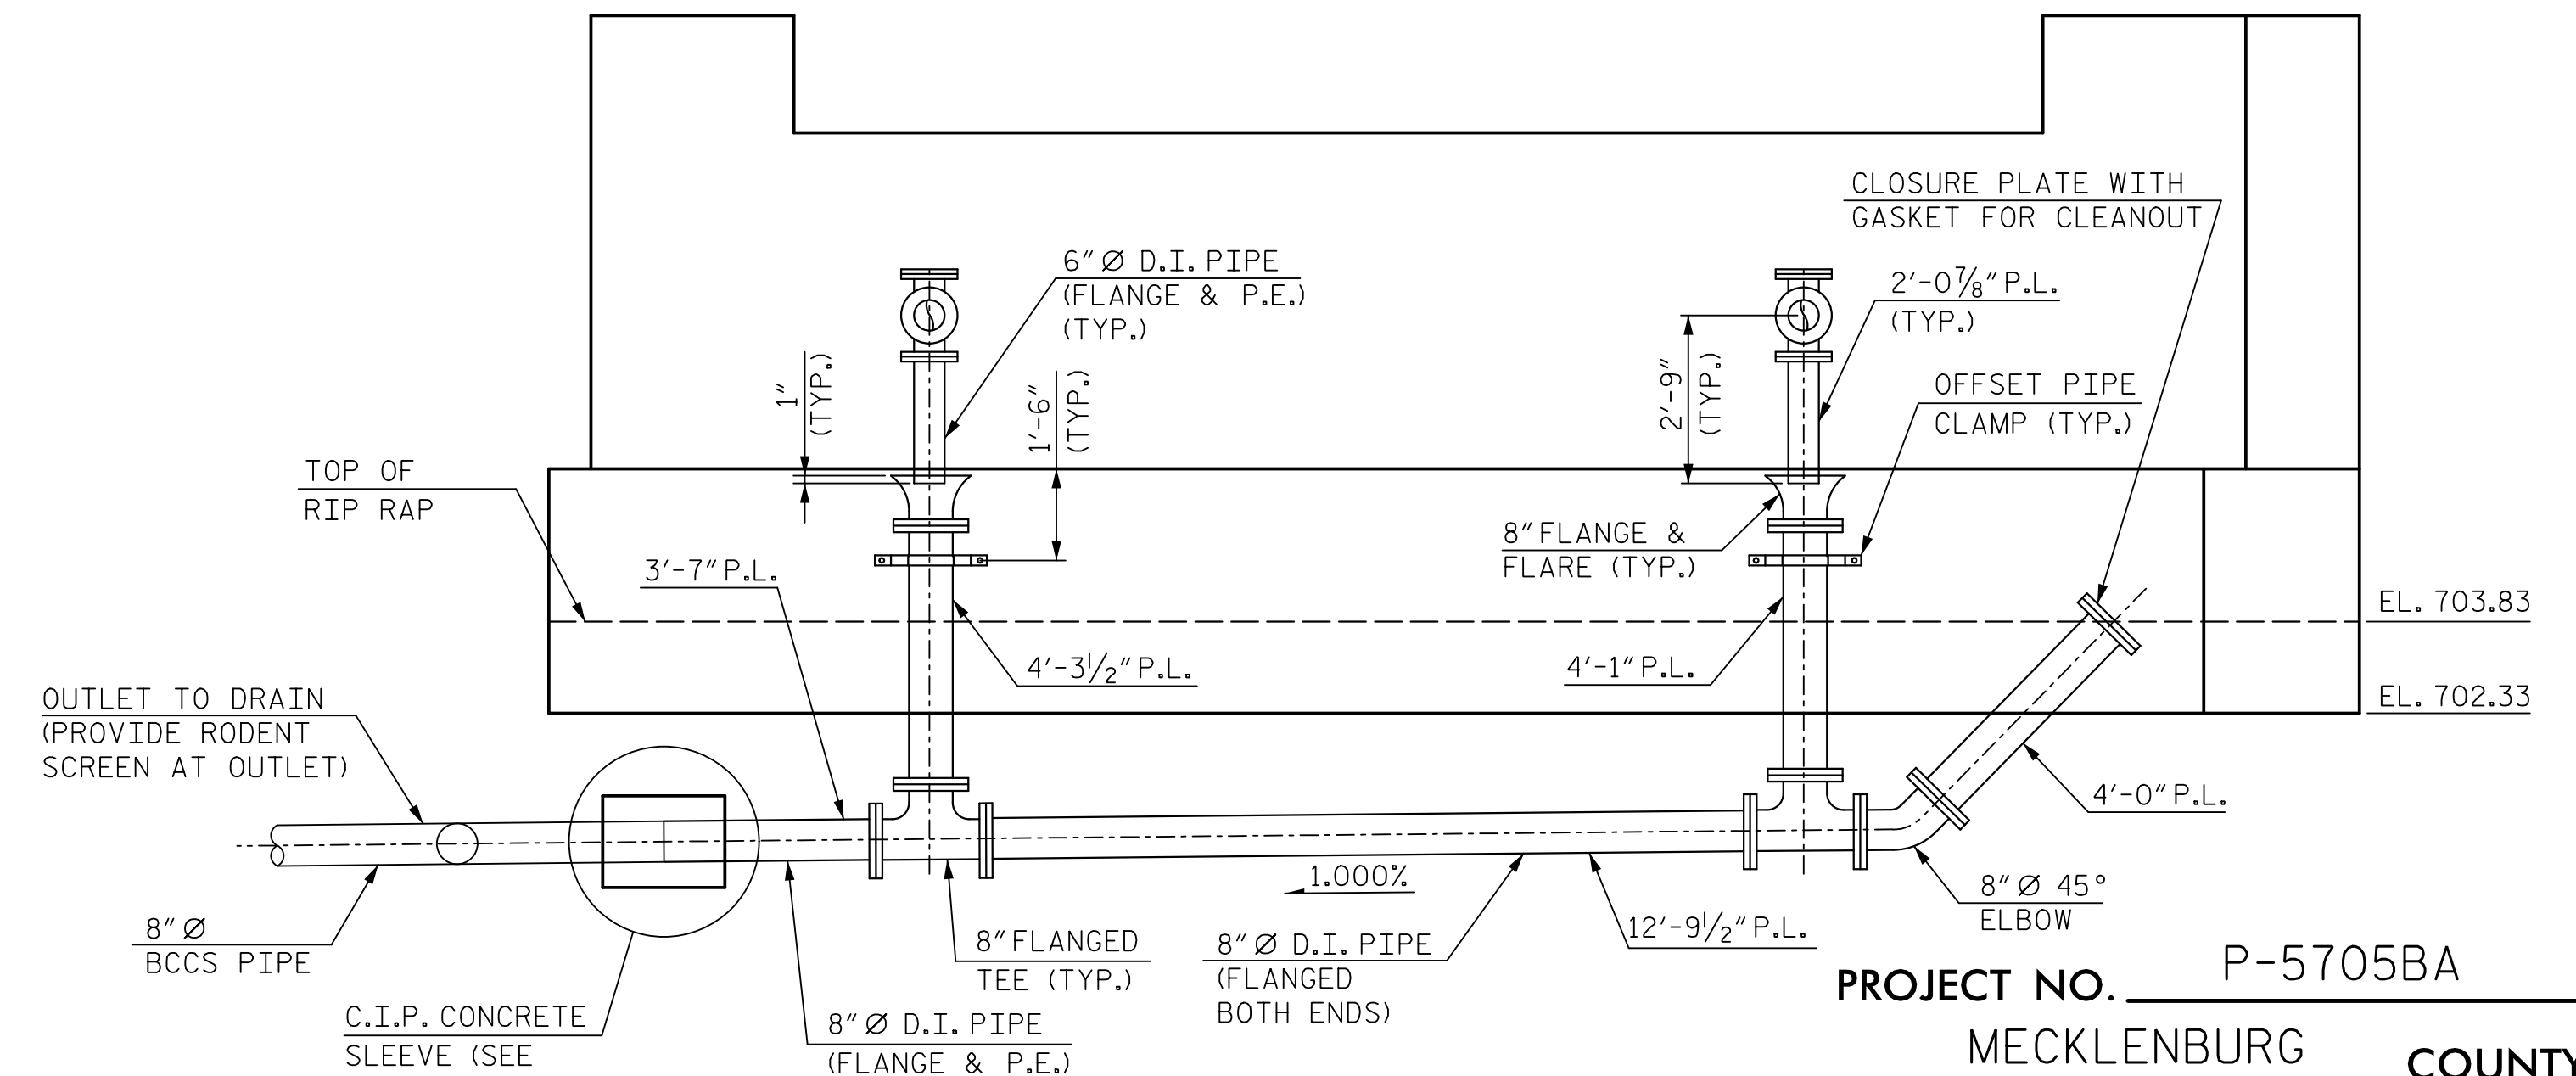 CLOSURE PLATE WITH
GASKET FOR CLEANOUT
6"Ø D.I. PIPE
(FLANGE & P.E.)
(TYP.)
2'-0⅞" P.L.
(TYP.)
1"
(TYP.)
1'-6"
(TYP.)
2'-9"
(TYP.)
OFFSET PIPE
CLAMP (TYP.)
TOP OF
RIP RAP
8" FLANGE &
FLARE (TYP.)
3'-7" P.L.
EL. 703.83
4'-3½" P.L.
4'-1" P.L.
EL. 702.33
OUTLET TO DRAIN
(PROVIDE RODENT
SCREEN AT OUTLET)
4'-0" P.L.
1.000%
8"Ø 45°
ELBOW
8"Ø
BCCS PIPE
8" FLANGED
TEE (TYP.)
8"Ø D.I. PIPE
(FLANGED
BOTH ENDS)
12'-9½" P.L.
C.I.P. CONCRETE
SLEEVE (SEE
8"Ø D.I. PIPE
(FLANGE & P.E.)
PROJECT NO. P-5705BA
MECKLENBURG COUNTY